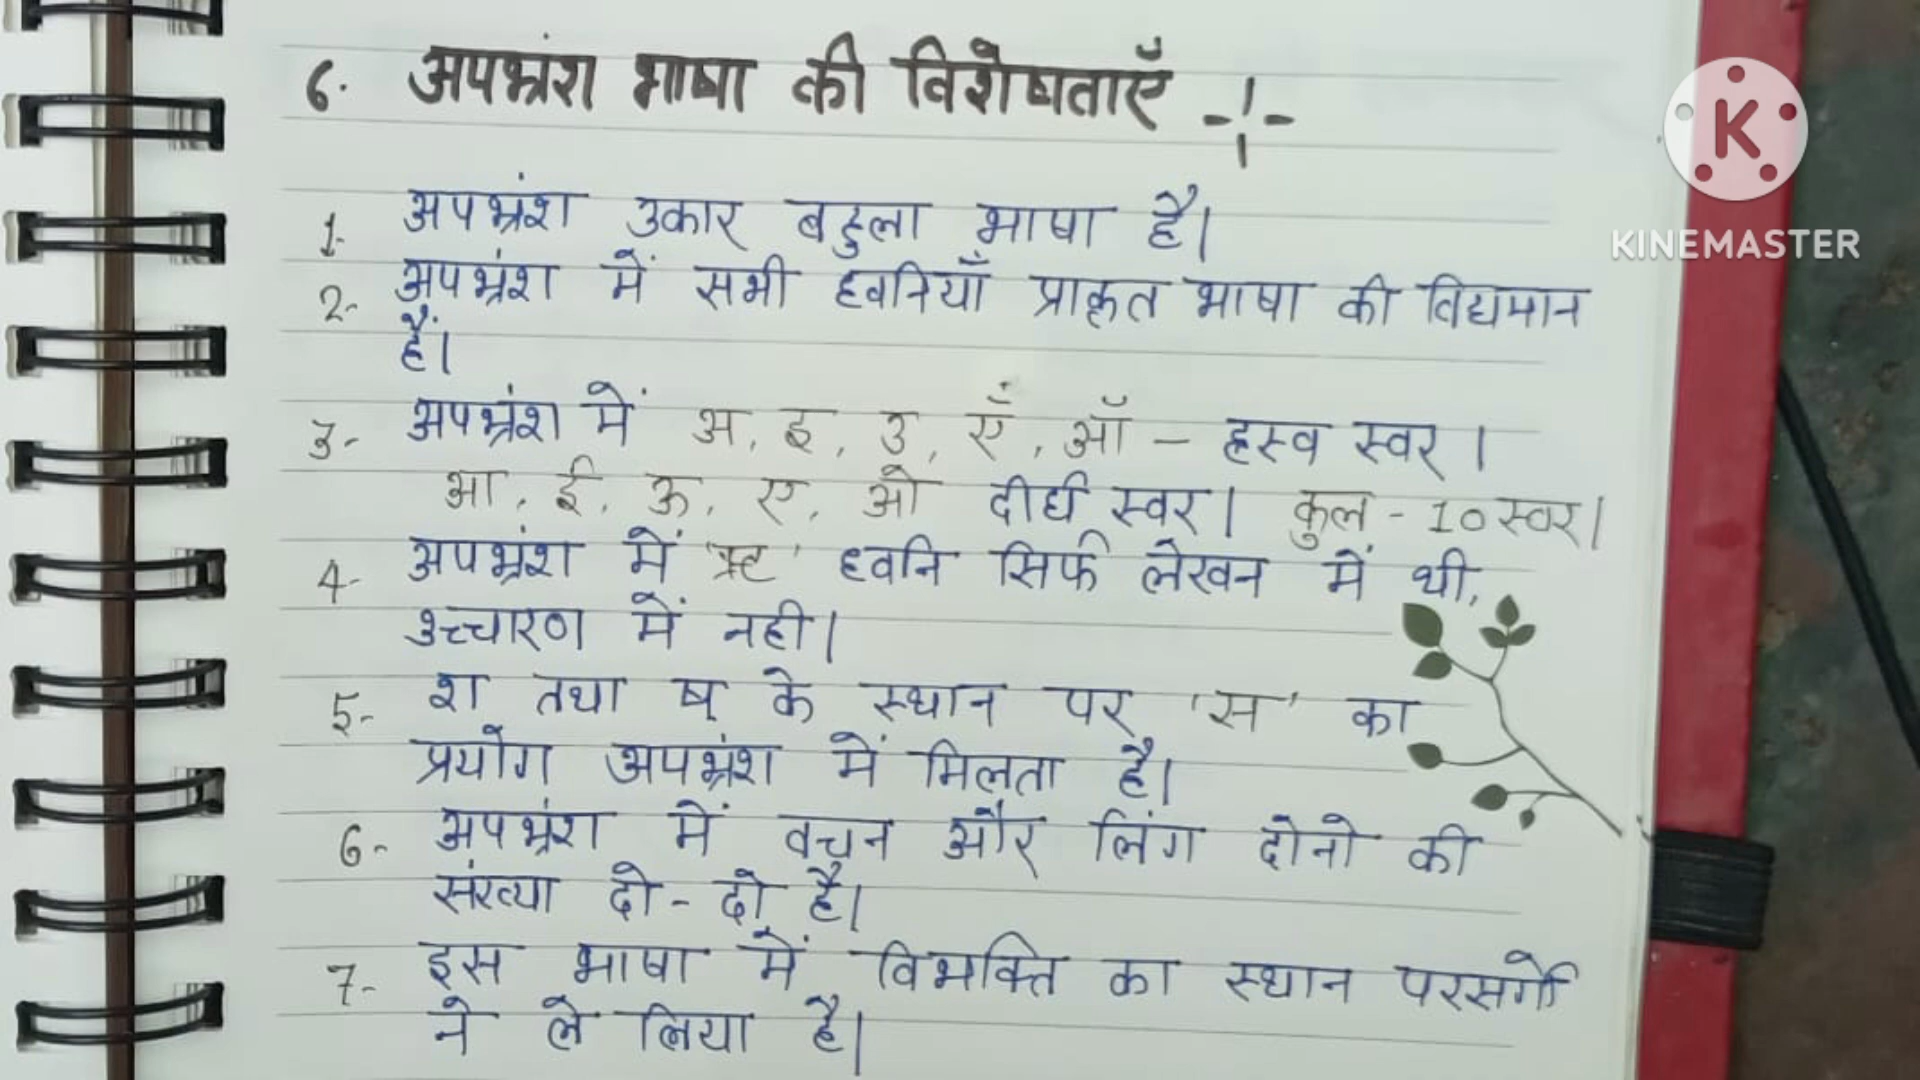 6. अपभ्रंश भाषा की विशेषताएँ -:-
1- अपभ्रंश उकार बहुला भाषा है।
2- अपभ्रंश में सभी ध्वनियाँ प्राकृत भाषा की विद्यमान
हैं।
3- अपभ्रंश में अ, इ, उ, ऍ, ऑ - ह्रस्व स्वर।
आ, ई, ऊ, ए, ओ दीर्घ स्वर। कुल - 10 स्वर।
4- अपभ्रंश में 'ऋ' ध्वनि सिर्फ लेखन में थी,
उच्चारण में नही।
5- श तथा ष के स्थान पर 'स' का
प्रयोग अपभ्रंश में मिलता है।
6- अपभ्रंश में वचन और लिंग दोनो की
संख्या दो-दो है।
7- इस भाषा में विभक्ति का स्थान परसर्गो
ने ले लिया है।
K
KINEMASTER